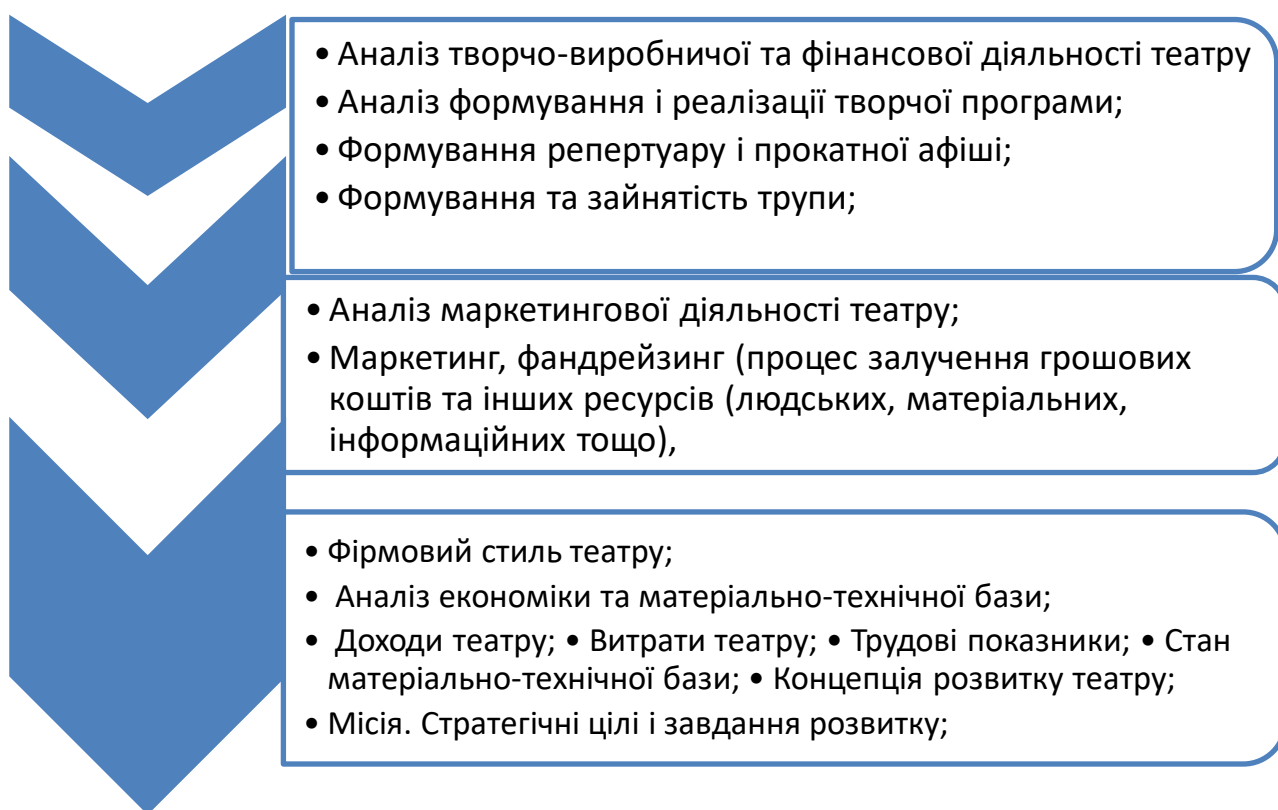 • Аналіз творчо-виробничої та фінансової діяльності театру
• Аналіз формування і реалізації творчої програми;
• Формування репертуару і прокатної афіші;
• Формування та зайнятість трупи;
• Аналіз маркетингової діяльності театру;
• Маркетинг, фандрейзинг (процес залучення грошових
коштів та інших ресурсів (людських, матеріальних,
інформаційних тощо),
• Фірмовий стиль театру;
• Аналіз економіки та матеріально-технічної бази;
• Доходи театру; • Витрати театру; • Трудові показники; • Стан
матеріально-технічної бази; • Концепція розвитку театру;
• Місія. Стратегічні цілі і завдання розвитку;